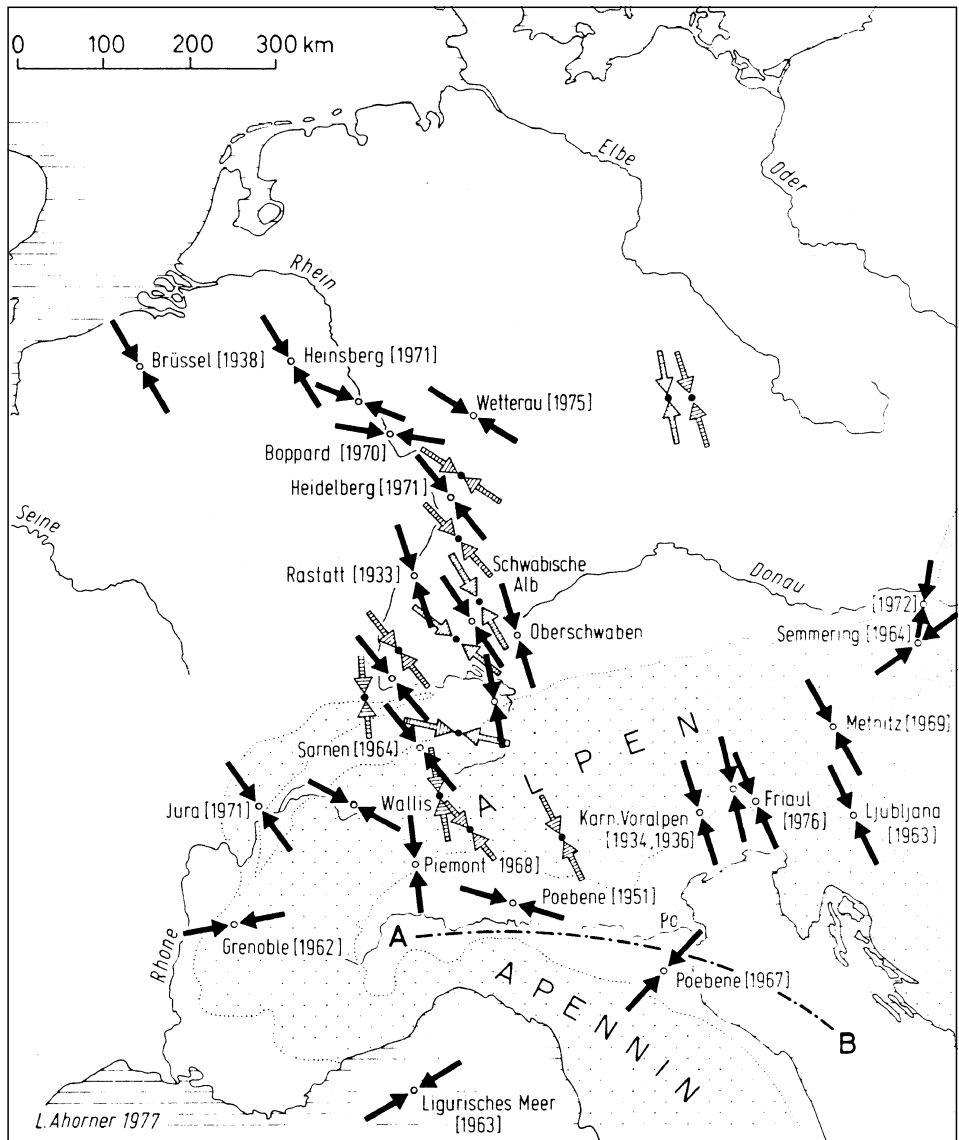 0 100 200 300 km
Elbe
Oder
Rhein
Brüssel [1938]
Heinsberg [1971]
Wetterau [1975]
Boppard [1970]
Heidelberg [1971]
Seine
Schwabische
Alb
Donau
Rastatt [1933]
[1972]
Semmering [1964]
Oberschwaben
Metnitz [1969]
Sarnen [1964]
ALPEN
Jura [1971]
Wallis
Karn. Voralpen
[1934, 1936]
Friaul
[1976]
Ljubljana
[1963]
Piemont 1968]
Poebene [1951]
Po
A
Grenoble [1962]
Rhone
Poebene [1967]
APENNIN
B
Ligurisches Meer
[1963]
L. Ahorner 1977